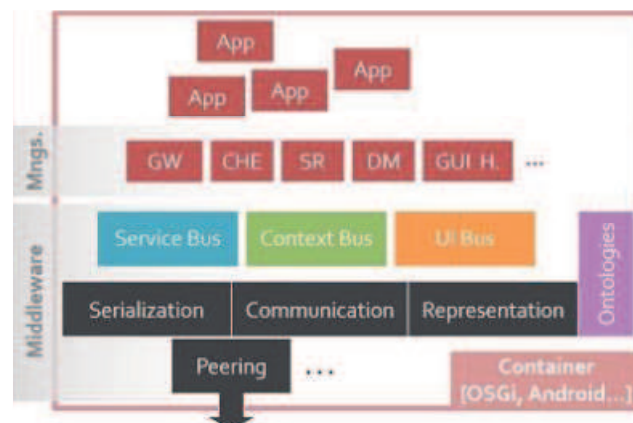 App
App
App
App
Mngs.
GW CHE SR DM GUI H. ...
Middleware
Service Bus Context Bus UI Bus
Ontologies
Serialization Communication Representation
Peering ...
Container
[OSGi, Android...]